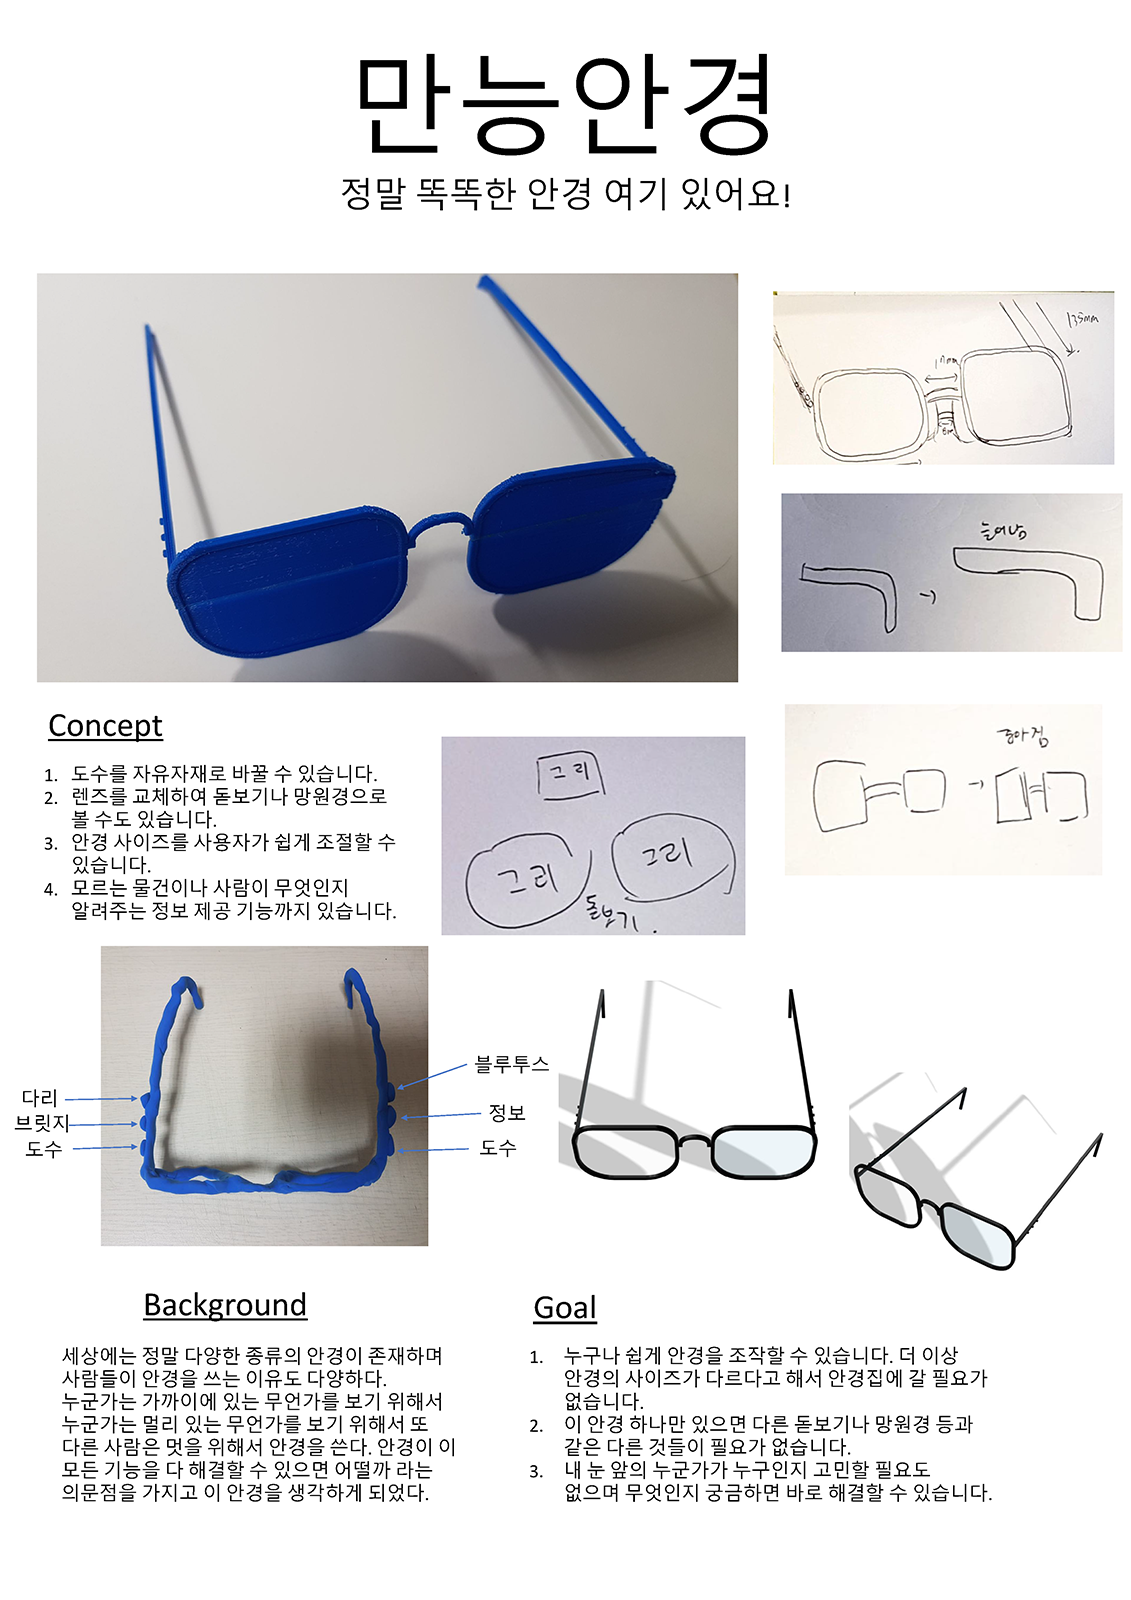 만능안경
정말 똑똑한 안경 여기 있어요!
135mm
늘어남
Concept
1. 도수를 자유자재로 바꿀 수 있습니다.
2. 렌즈를 교체하여 돋보기나 망원경으로
볼 수도 있습니다.
3. 안경 사이즈를 사용자가 쉽게 조절할 수
있습니다.
4. 모르는 물건이나 사람이 무엇인지
알려주는 정보 제공 기능까지 있습니다.
그리
그리
그리
돋보기
다리
브릿지
도수
블루투스
정보
도수
Background
세상에는 정말 다양한 종류의 안경이 존재하며
사람들이 안경을 쓰는 이유도 다양하다.
누군가는 가까이에 있는 무언가를 보기 위해서
누군가는 멀리 있는 무언가를 보기 위해서 또
다른 사람은 멋을 위해서 안경을 쓴다. 안경이 이
모든 기능을 다 해결할 수 있으면 어떨까 라는
의문점을 가지고 이 안경을 생각하게 되었다.
Goal
1. 누구나 쉽게 안경을 조작할 수 있습니다. 더 이상
안경의 사이즈가 다르다고 해서 안경집에 갈 필요가
없습니다.
2. 이 안경 하나만 있으면 다른 돋보기나 망원경 등과
같은 다른 것들이 필요가 없습니다.
3. 내 눈 앞의 누군가가 누구인지 고민할 필요도
없으며 무엇인지 궁금하면 바로 해결할 수 있습니다.